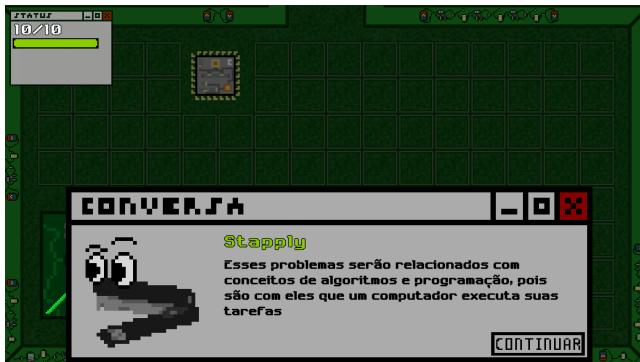 STATUS
10/10
CONVERSA
Stapply
Esses problemas serão relacionados com
conceitos de algoritmos e programação, pois
são com eles que um computador executa suas
tarefas
CONTINUAR